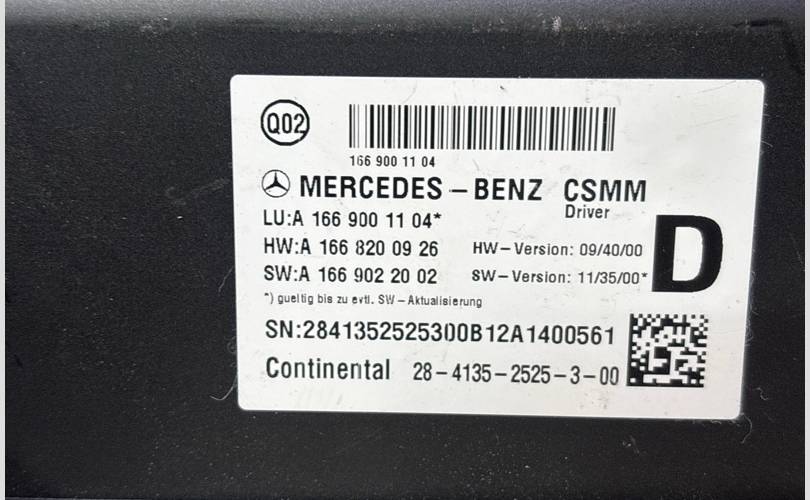 Q02
166 900 11 04
MERCEDES – BENZ CSMM
Driver
LU:A 166 900 11 04*
HW:A 166 820 09 26 HW–Version: 09/40/00
SW:A 166 902 20 02 SW–Version: 11/35/00*
D
*) gueltig bis zu evtl. SW–Aktualisierung
SN:2841352525300B12A1400561
Continental 28–4135–2525–3–00